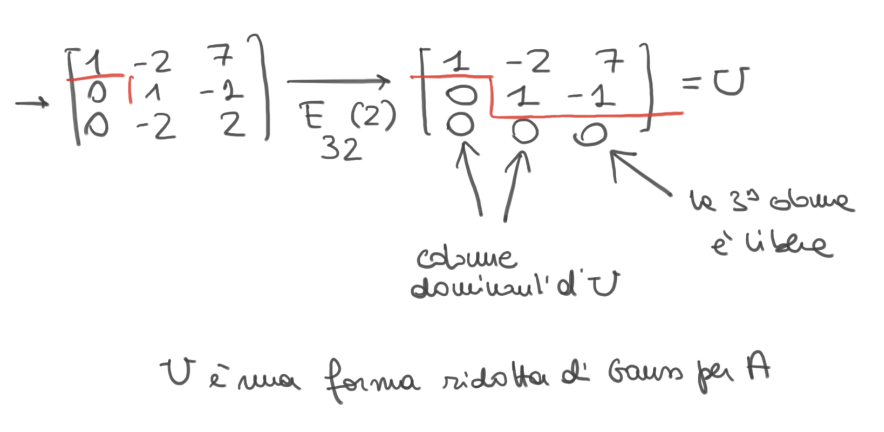 → [ 1 -2 7 ] → [ 1 -2 7 ] = U
[ 0 1 -1 ] E32 (2) [ 0 1 -1 ]
[ 0 -2 2 ] [ 0 0 0 ]
la 3ª colonna
è libera
colonne
dominanti di U
U è una forma ridotta di Gauss per A